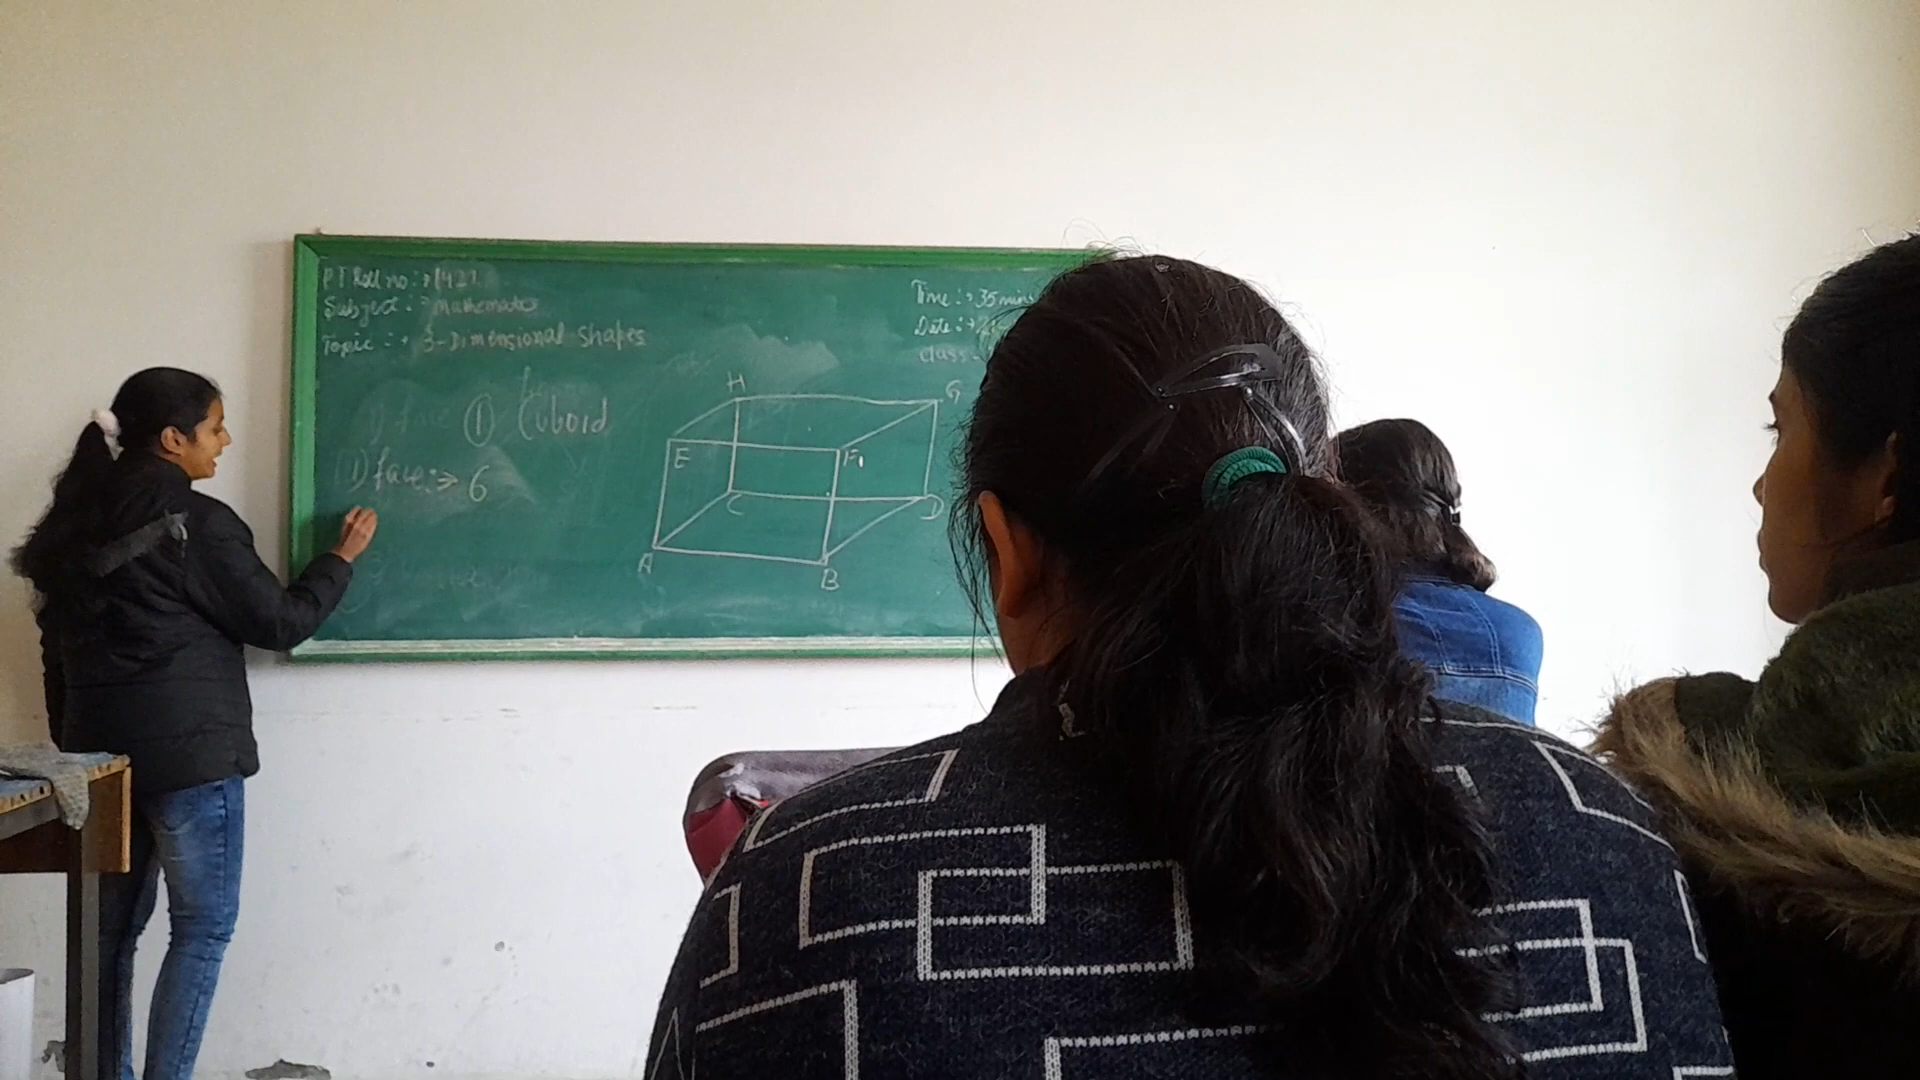 P T Roll no :→ 1427
Subject :→ Mathematics
Topic :→ 3-Dimensional shapes
Time :→ 35 mins
Date :→
class
① Cuboid
1) face :→ 6
H
G
E
F
C
D
A
B